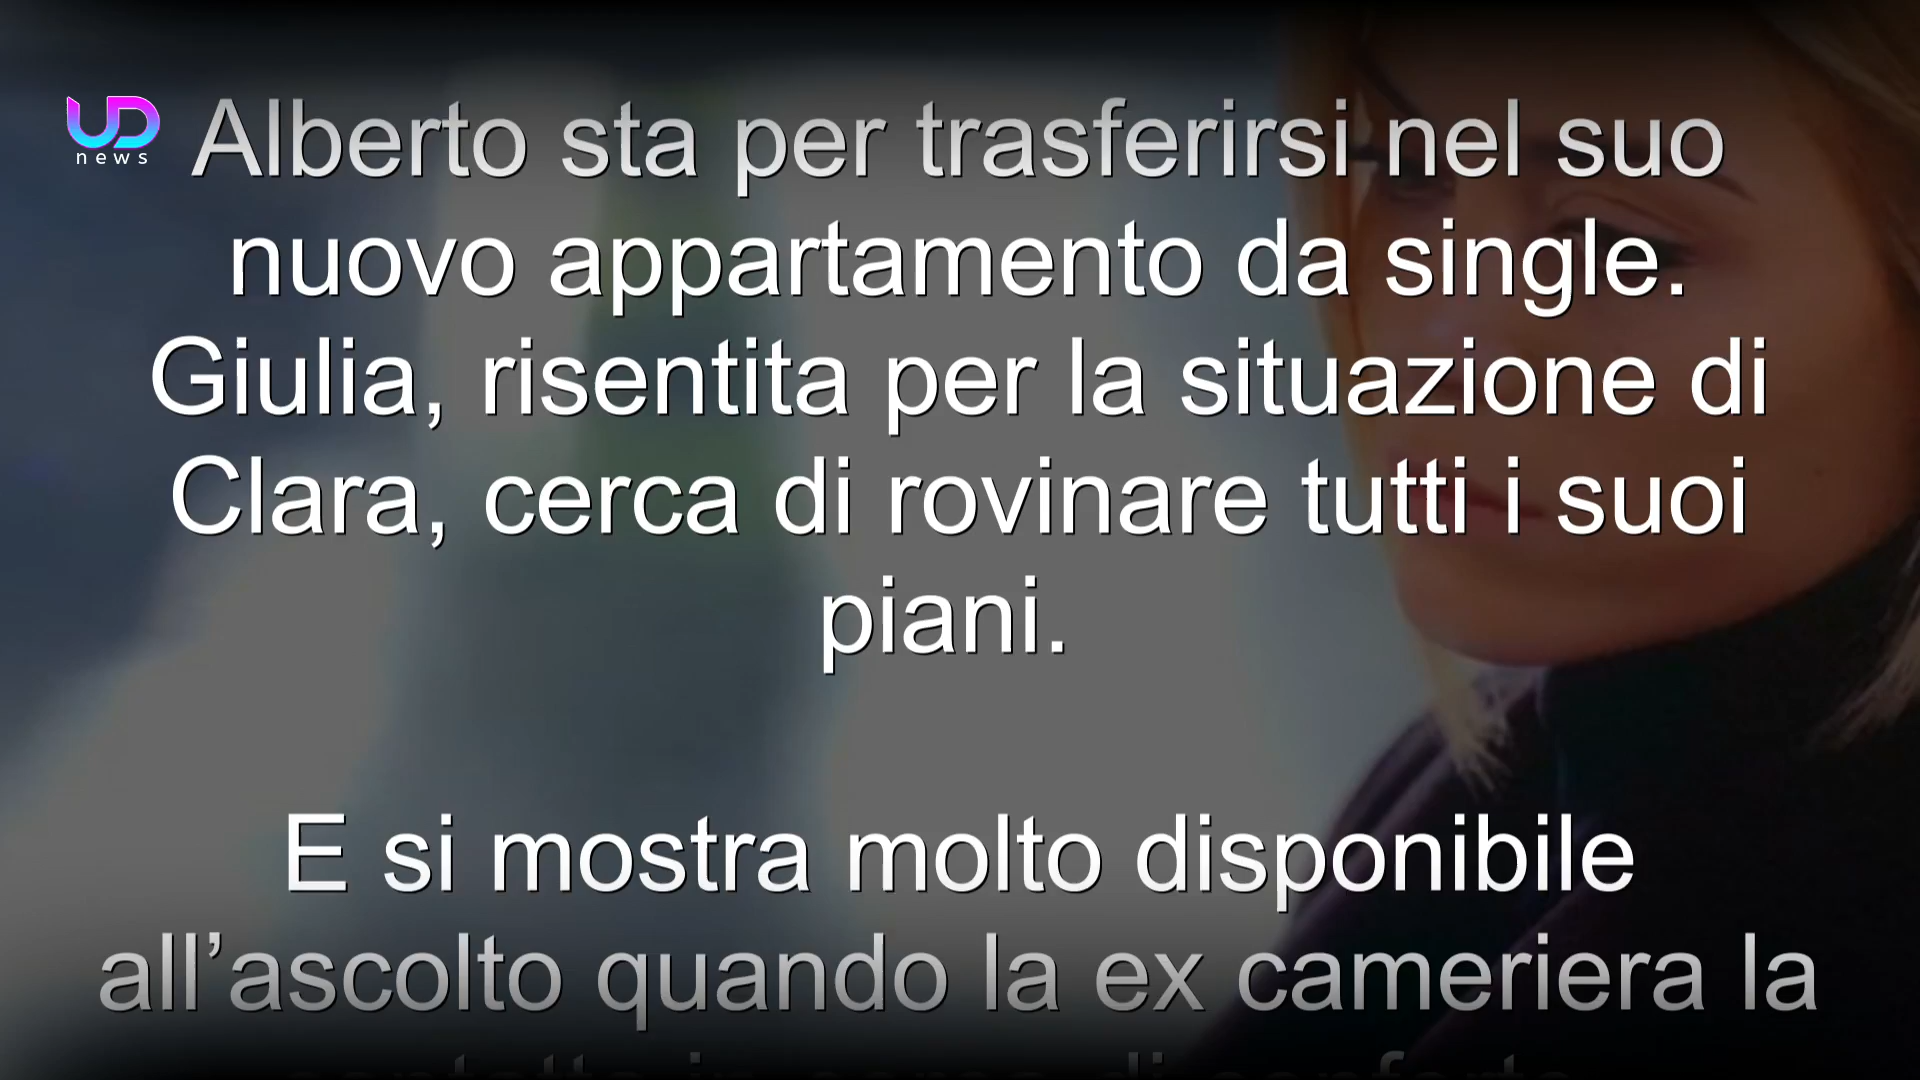 UD
news
Alberto sta per trasferirsi nel suo
nuovo appartamento da single.
Giulia, risentita per la situazione di
Clara, cerca di rovinare tutti i suoi
piani.
E si mostra molto disponibile
all’ascolto quando la ex cameriera la